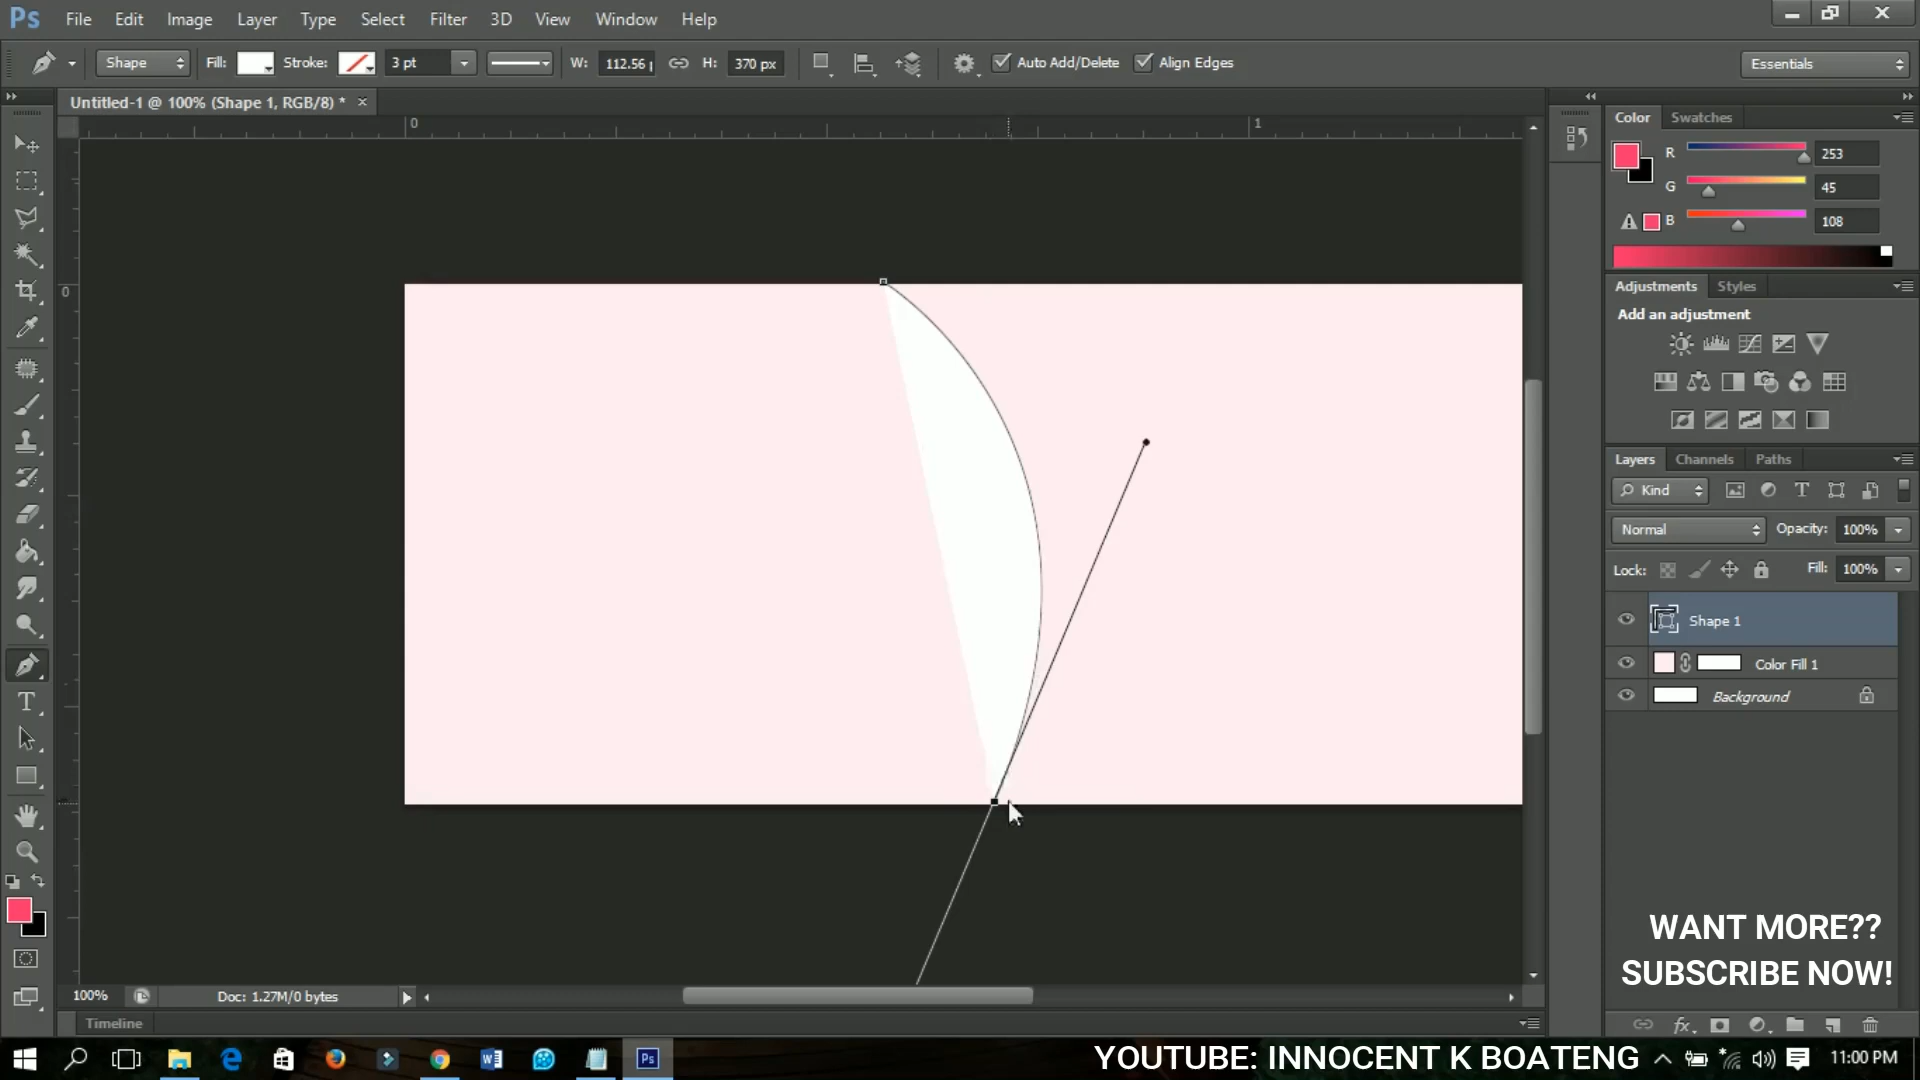 Ps File Edit Image Layer Type Select Filter 3D View Window Help
Shape Fill: Stroke: 3 pt W: 112.56 p H: 370 px Auto Add/Delete Align Edges Essentials
Untitled-1 @ 100% (Shape 1, RGB/8) *
0 1
0
Color Swatches
R 253
G 45
B 108
Adjustments Styles
Add an adjustment
Layers Channels Paths
Kind
Normal Opacity: 100%
Lock: Fill: 100%
Shape 1
Color Fill 1
Background
WANT MORE??
SUBSCRIBE NOW!
100% Doc: 1.27M/0 bytes
Timeline
YOUTUBE: INNOCENT K BOATENG 11:00 PM